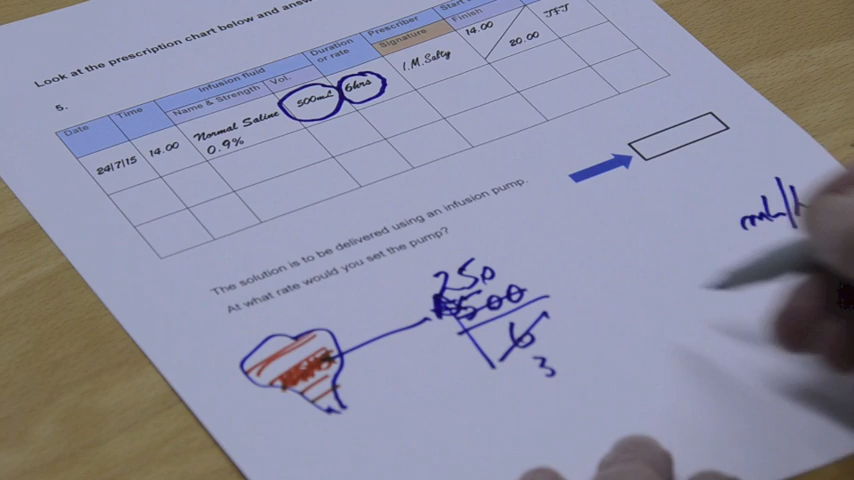 Look at the prescription chart below and
5.
Date Time Infusion fluid Duration or rate Prescriber Start
Name & Strength Vol. Signature Finish
24/7/15 14.00 Normal Saline 0.9% 500mL 6hrs I.M.Salty 14.00 20.00 JFJ
The solution is to be delivered using an infusion pump.
At what rate would you set the pump?
mL/h
250
500
6
3